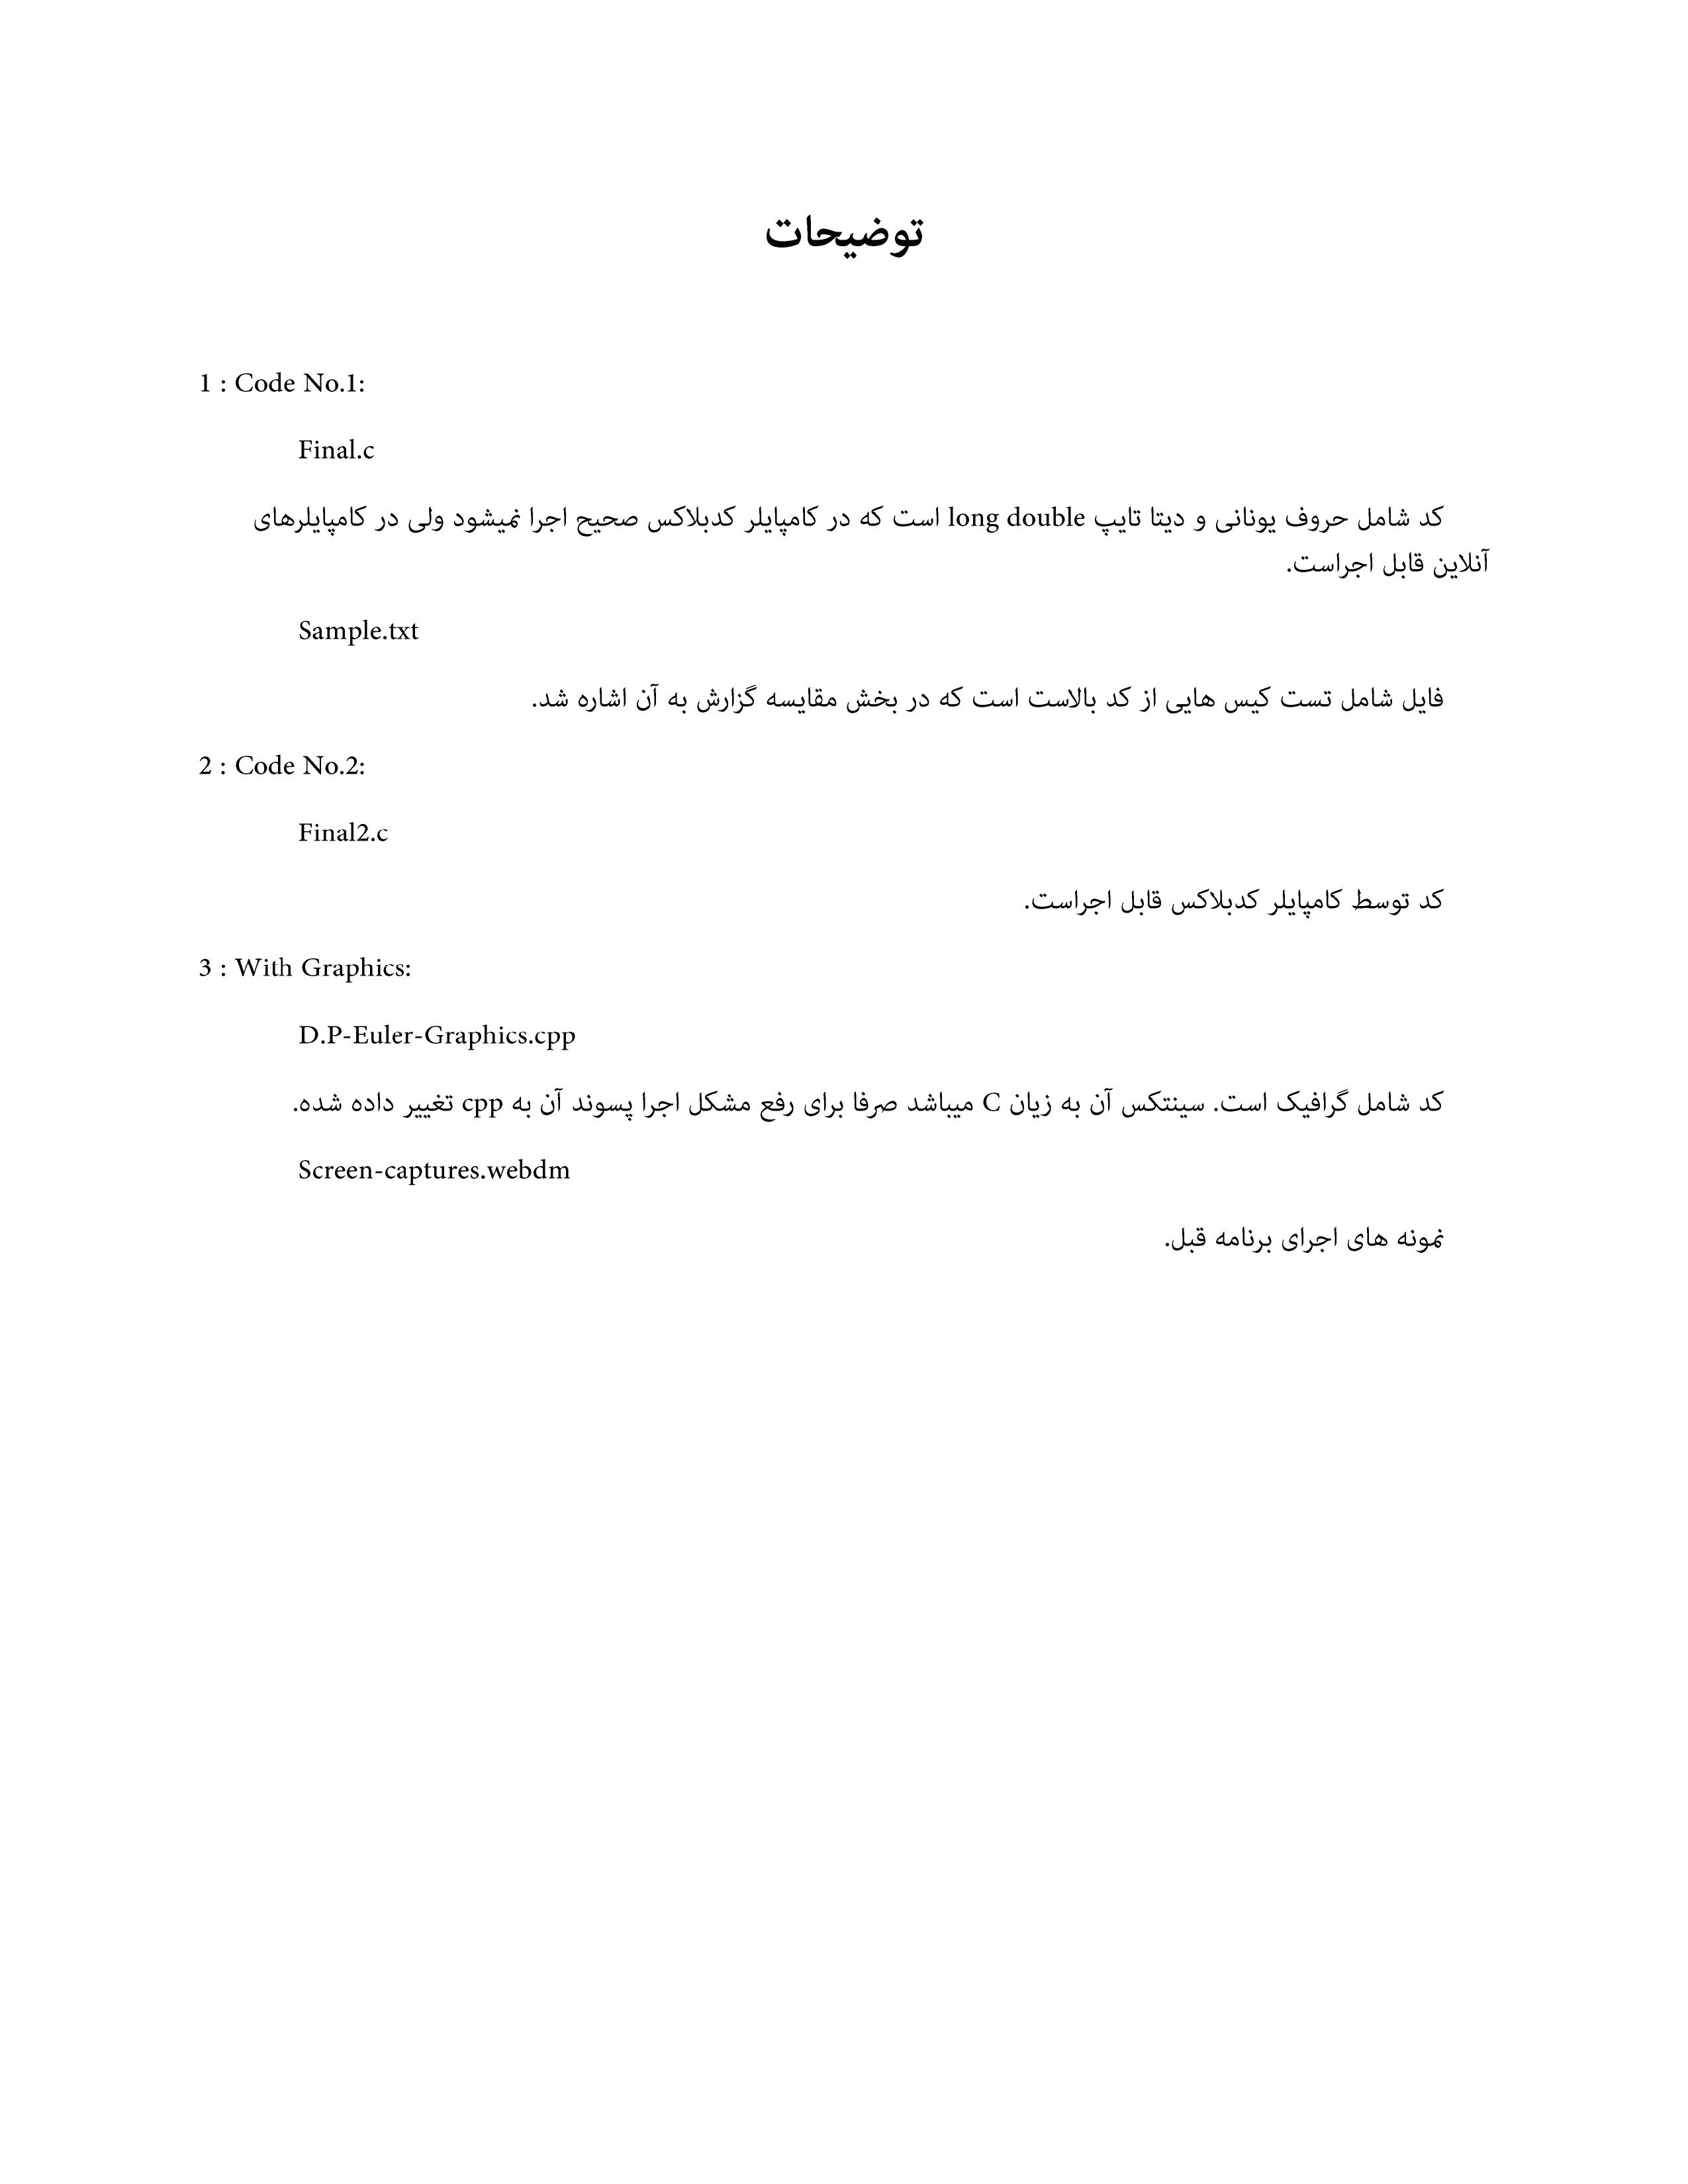 توضیحات
1 : Code No.1:
Final.c
کد شامل حروف یونانی و دیتا تایپ long double است که در کامپایلر کدبلاکس صحیح اجرا نمیشود ولی در کامپایلرهای
آنلاین قابل اجراست.
Sample.txt
فایل شامل تست کیس هایی از کد بالاست است که در بخش مقایسه گزارش به آن اشاره شد.
2 : Code No.2:
Final2.c
کد توسط کامپایلر کدبلاکس قابل اجراست.
3 : With Graphics:
D.P-Euler-Graphics.cpp
کد شامل گرافیک است. سینتکس آن به زیان C میباشد صرفا برای رفع مشکل اجرا پسوند آن به cpp تغییر داده شده.
Screen-captures.webdm
نمونه های اجرای برنامه قبل.